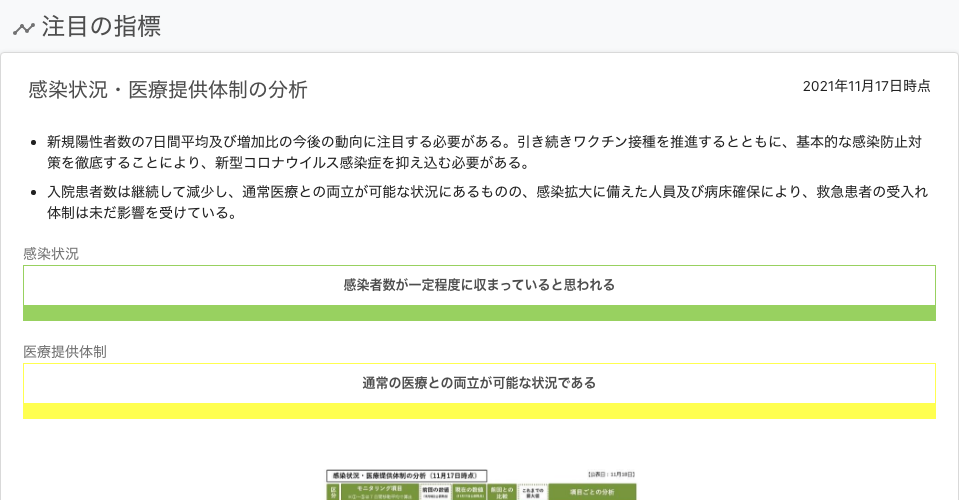 注目の指標
感染状況・医療提供体制の分析
2021年11月17日時点
新規陽性者数の7日間平均及び増加比の今後の動向に注目する必要がある。引き続きワクチン接種を推進するとともに、基本的な感染防止対
策を徹底することにより、新型コロナウイルス感染症を抑え込む必要がある。
入院患者数は継続して減少し、通常医療との両立が可能な状況にあるものの、感染拡大に備えた人員及び病床確保により、救急患者の受入れ
体制は未だ影響を受けている。
感染状況
感染者数が一定程度に収まっていると思われる
医療提供体制
通常の医療との両立が可能な状況である
感染状況・医療提供体制の分析（11月17日時点）
【公表日：11月18日】
区分
モニタリング項目
前回の数値
現在の数値
前回との
比較
これまでの
最大値
項目ごとの分析